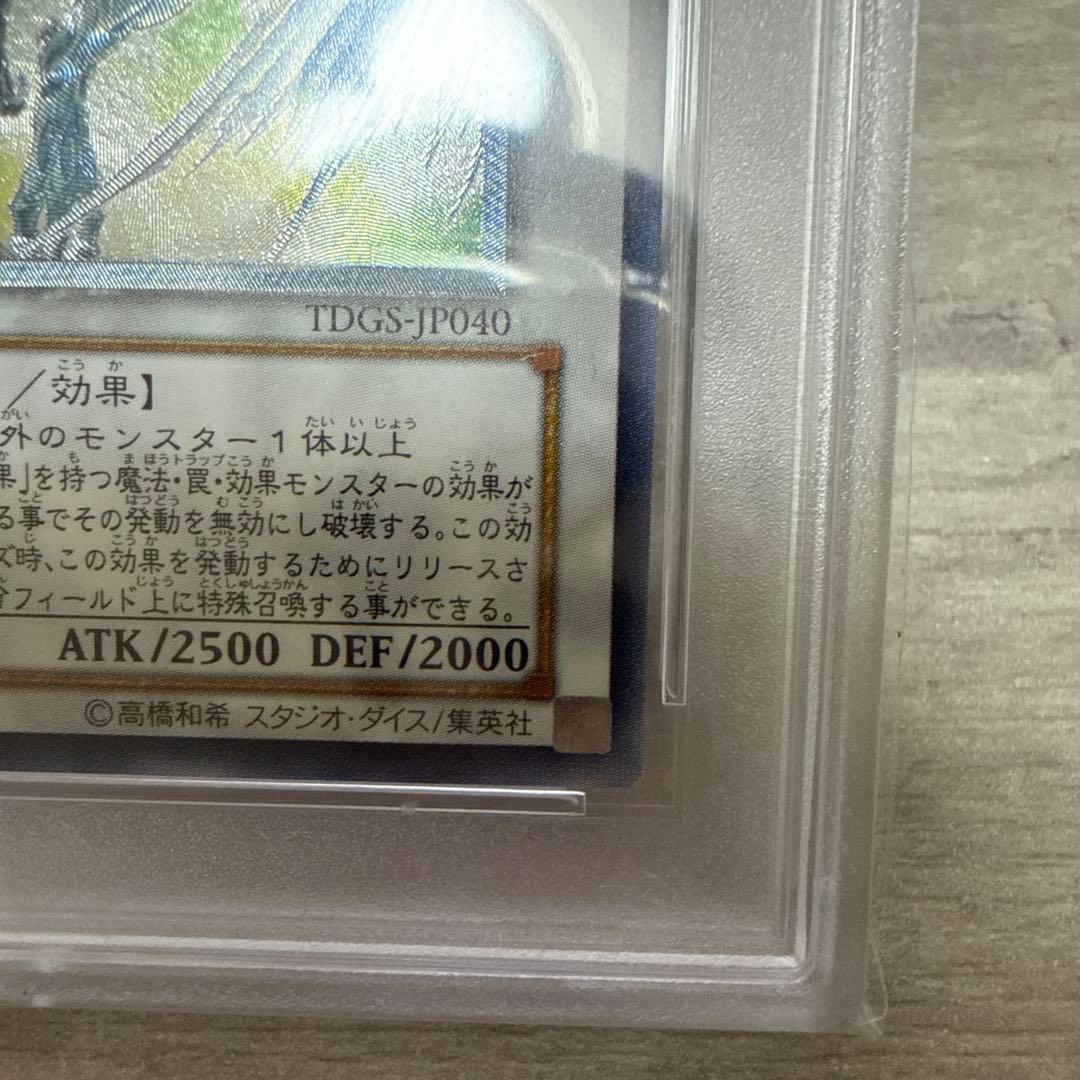 TDGS-JP040
／効果】
外のモンスター1体以上
果」を持つ魔法・罠・効果モンスターの効果が
る事でその発動を無効にし破壊する。この効
ズ時、この効果を発動するためにリリースさ
フィールド上に特殊召喚する事ができる。
ATK/2500 DEF/2000
©高橋和希 スタジオ・ダイス/集英社